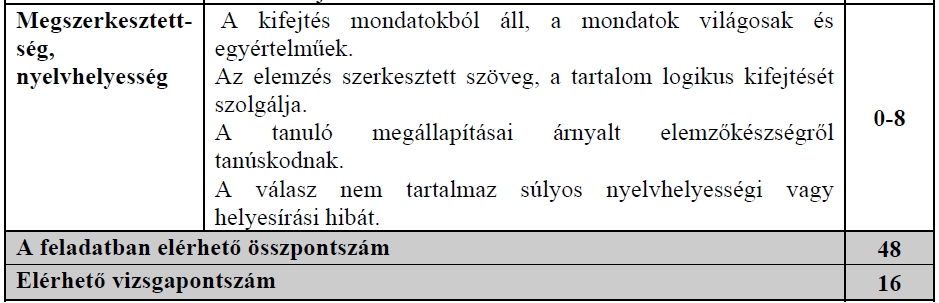 Megszerkesztett-
ség,
nyelvhelyesség
A kifejtés mondatokból áll, a mondatok világosak és
egyértelműek.
Az elemzés szerkesztett szöveg, a tartalom logikus kifejtését
szolgálja.
A tanuló megállapításai árnyalt elemzőkészségről
tanúskodnak.
A válasz nem tartalmaz súlyos nyelvhelyességi vagy
helyesírási hibát.
0-8
A feladatban elérhető összpontszám 48
Elérhető vizsgapontszám 16